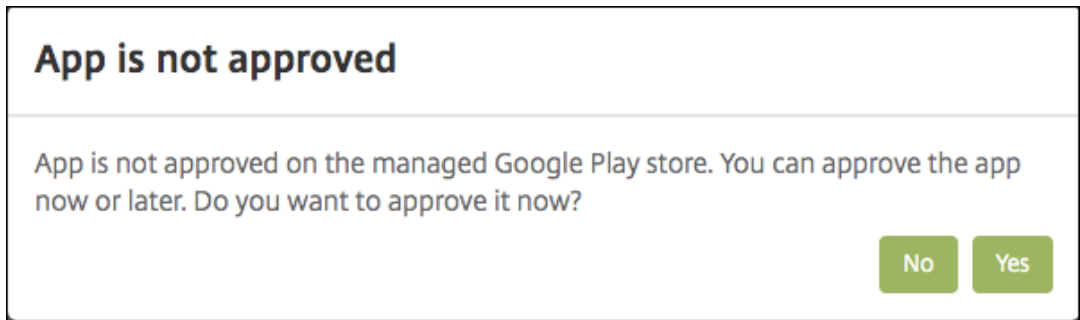 App is not approved
App is not approved on the managed Google Play store. You can approve the app
now or later. Do you want to approve it now?
No Yes